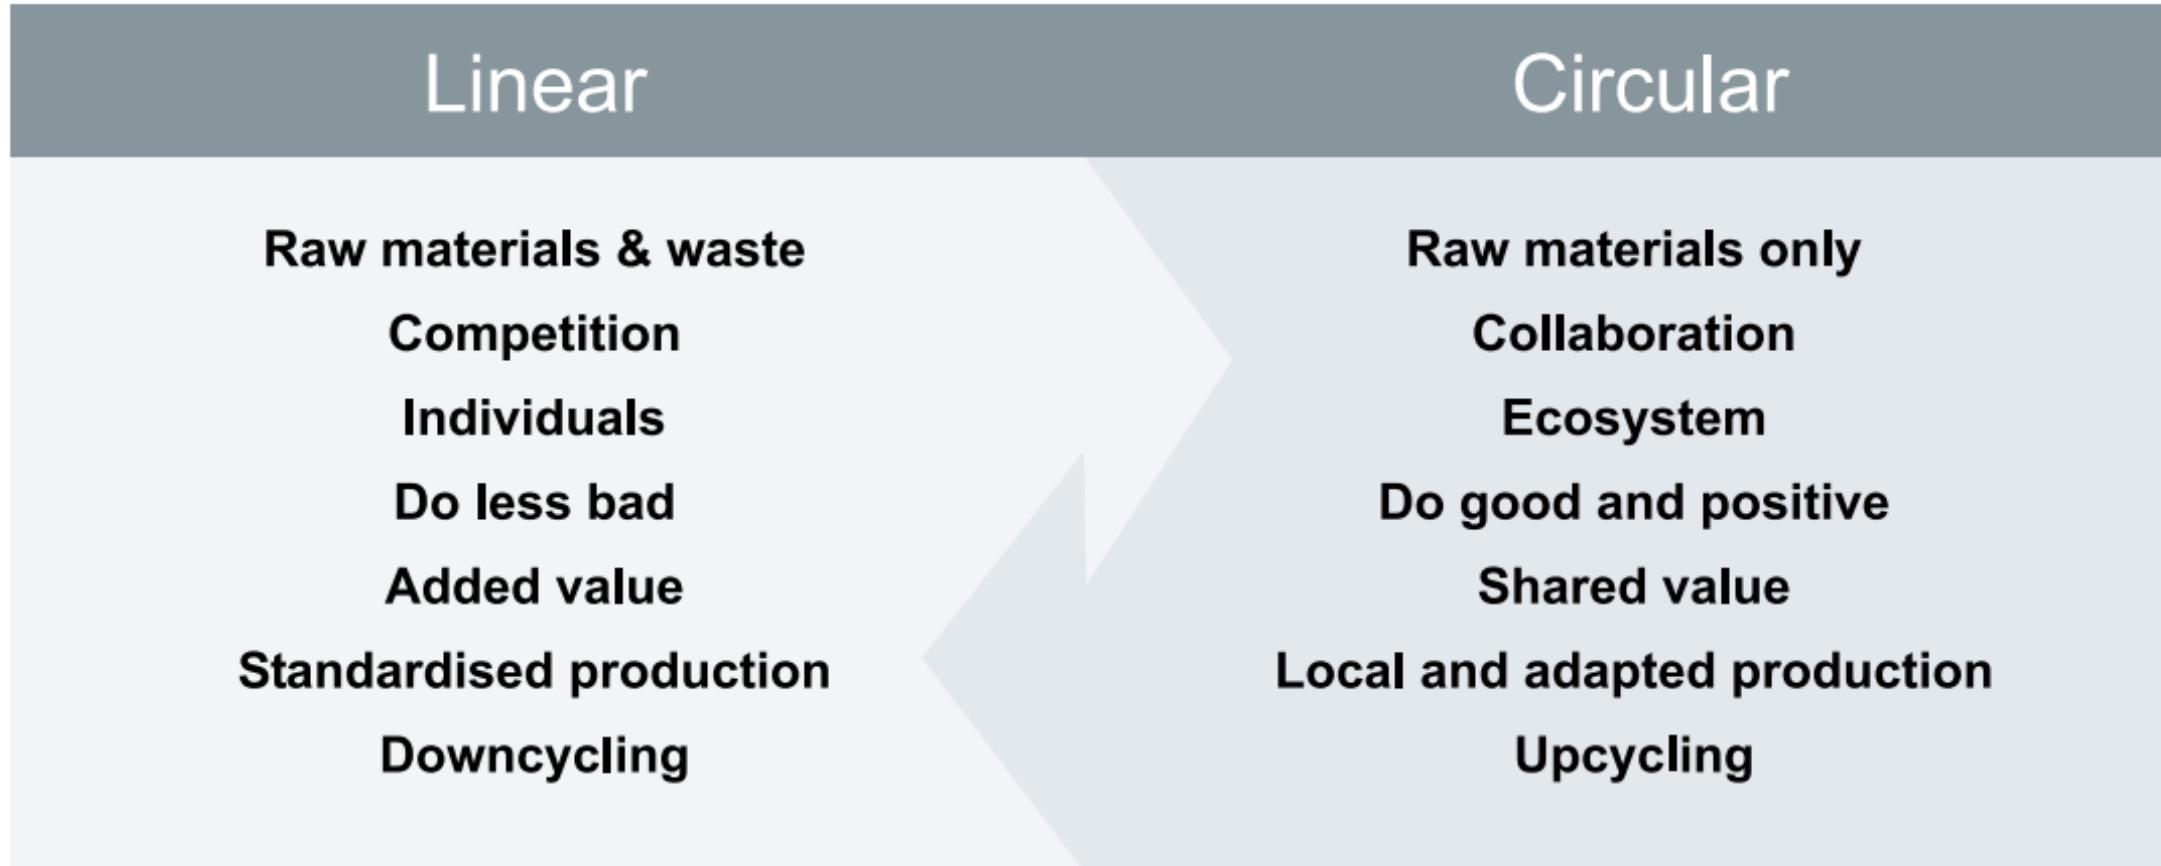 Linear
Circular
Raw materials & waste
Raw materials only
Competition
Collaboration
Individuals
Ecosystem
Do less bad
Do good and positive
Added value
Shared value
Standardised production
Local and adapted production
Downcycling
Upcycling